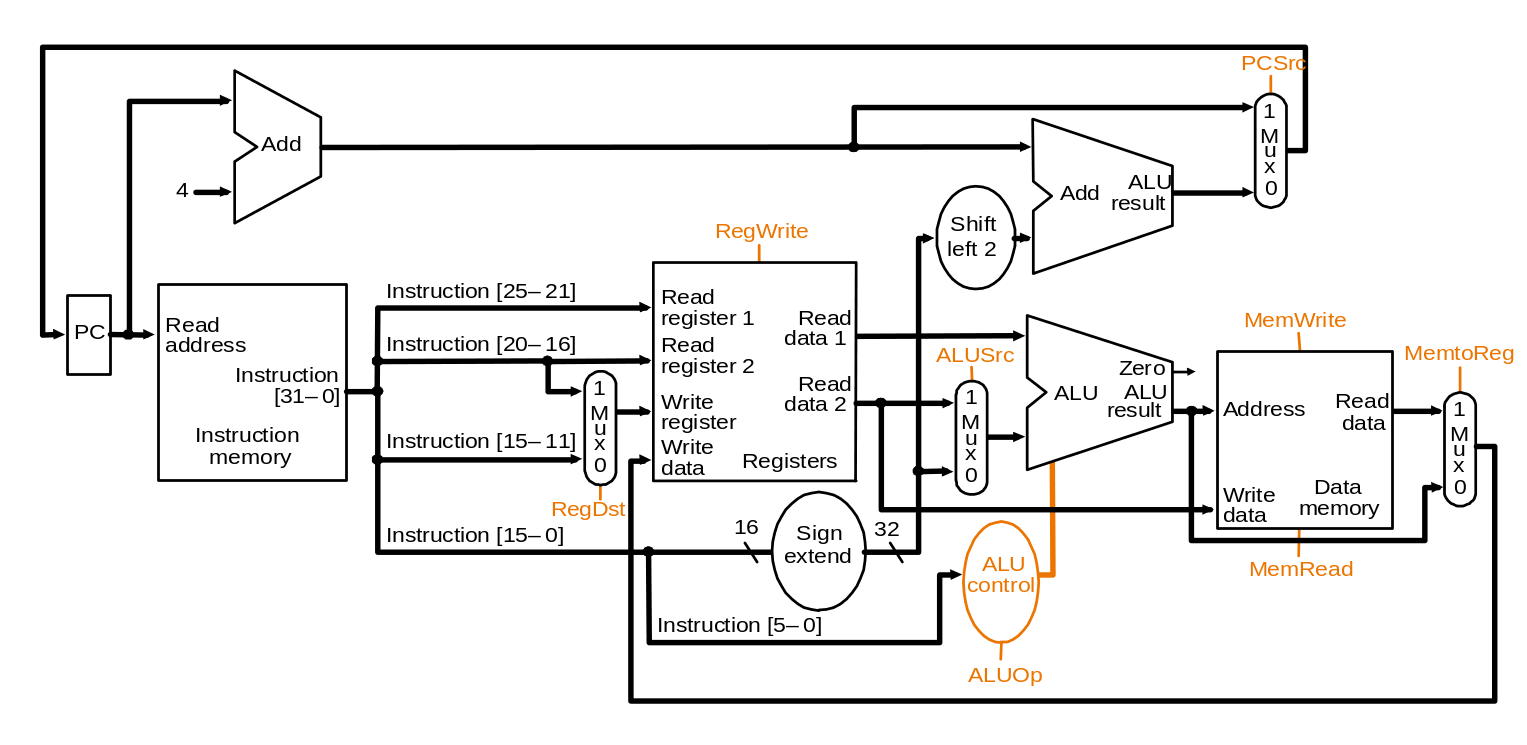 PCSrc
1
M
u
x
0
Add
4
Add
ALU
result
Shift
left 2
RegWrite
PC
Read
address
Instruction
[31–0]
Instruction
memory
Instruction [25–21]
Instruction [20–16]
Instruction [15–11]
Instruction [15–0]
Instruction [5–0]
1
M
u
x
0
RegDst
Read
register 1
Read
register 2
Write
register
Write
data
Read
data 1
Read
data 2
Registers
16
Sign
extend
32
ALUSrc
1
M
u
x
0
ALU
Zero
ALU
result
ALU
control
ALUOp
MemWrite
Address
Read
data
Write
data
Data
memory
MemRead
MemtoReg
1
M
u
x
0